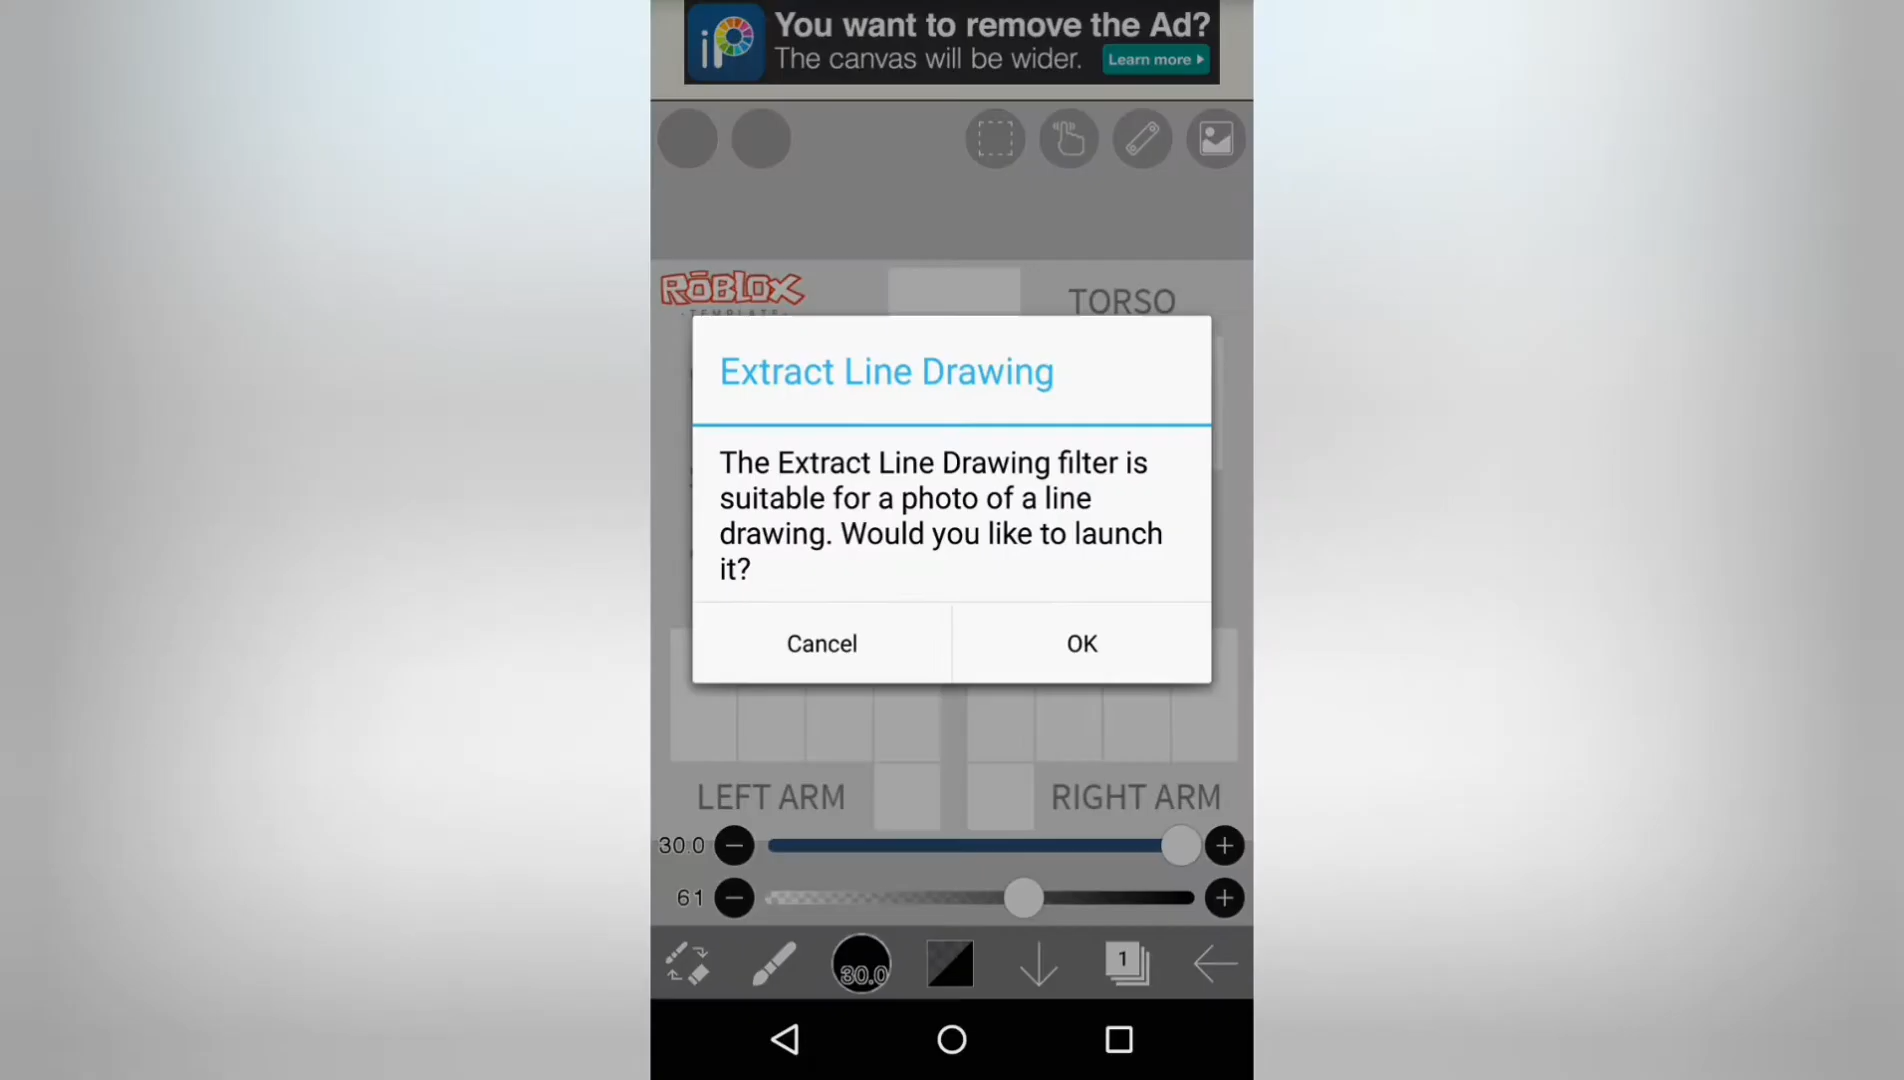 iP
You want to remove the Ad?
The canvas will be wider.
Learn more
ROBLOX
TEMPLATE
TORSO
Extract Line Drawing
The Extract Line Drawing filter is
suitable for a photo of a line
drawing. Would you like to launch
it?
Cancel
OK
LEFT ARM
RIGHT ARM
30.0
61
30.0
1